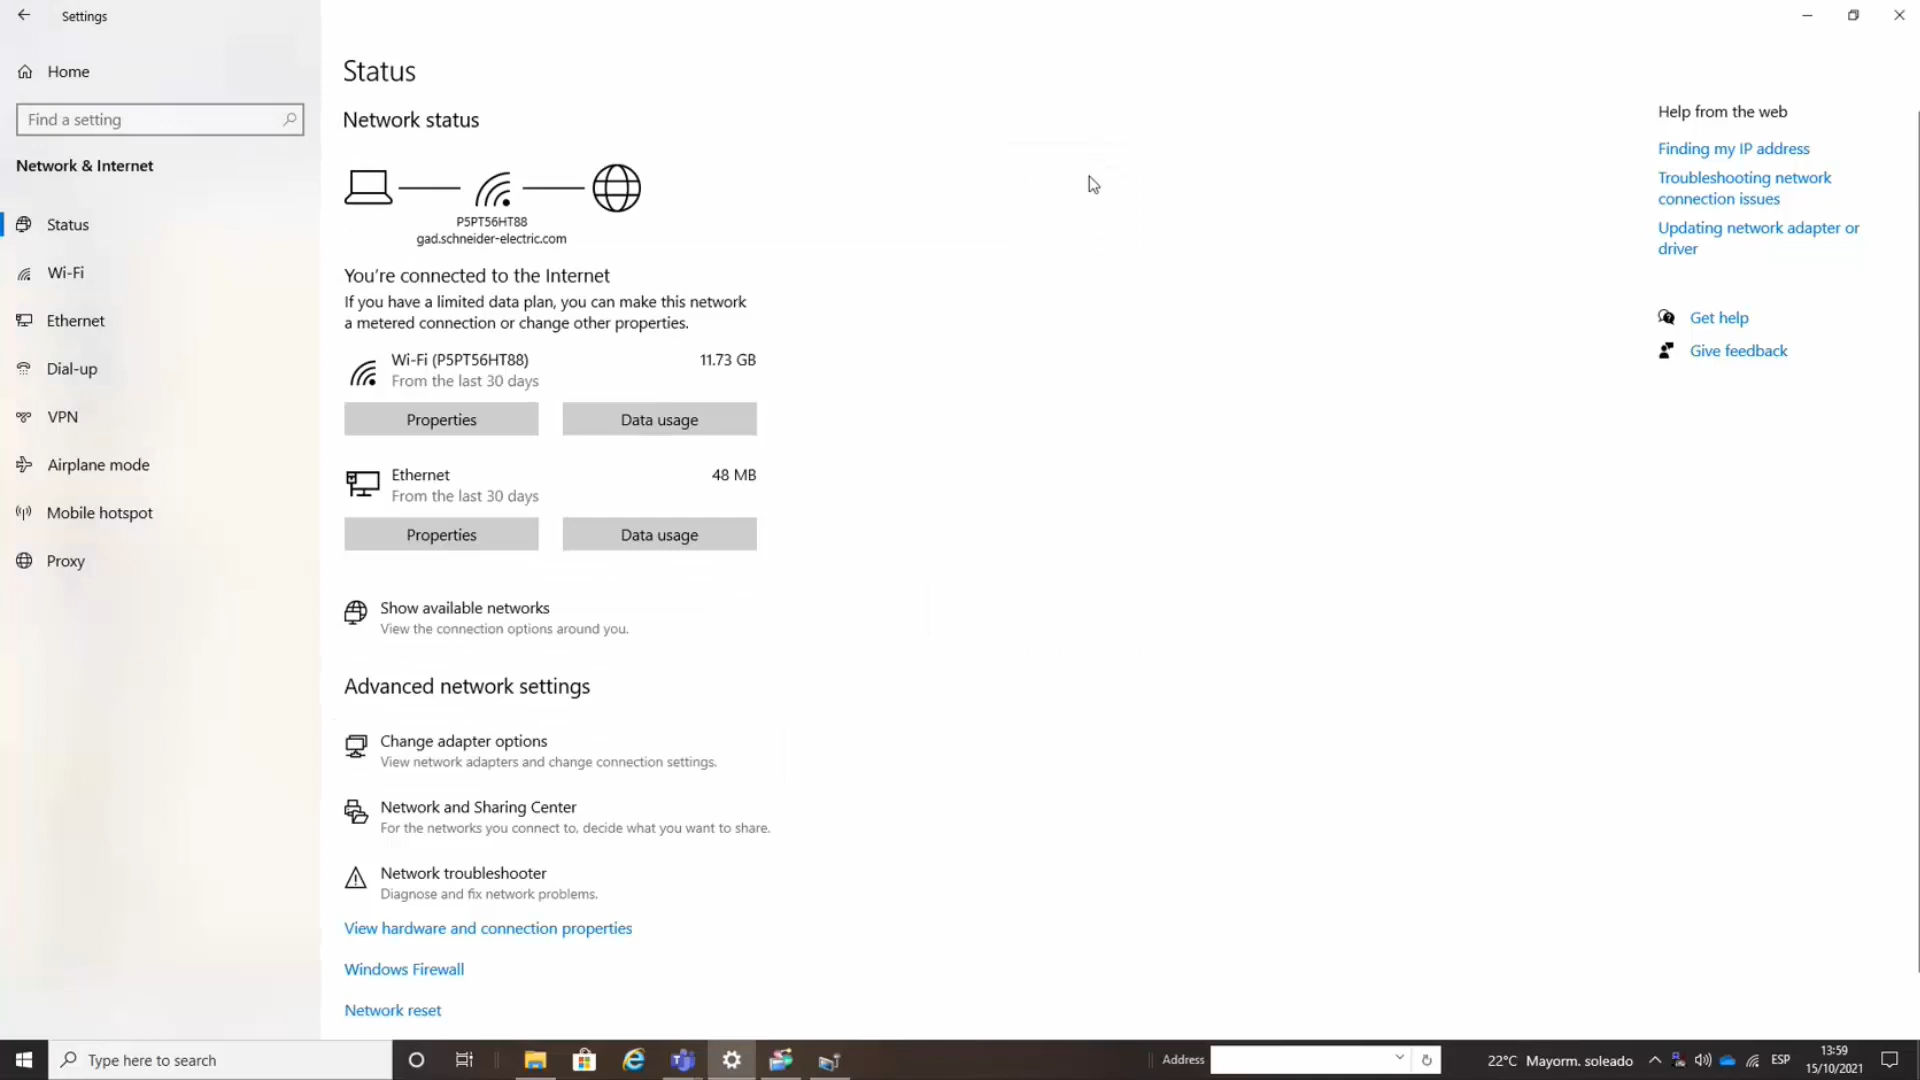 Settings
Home
Find a setting
Network & Internet
Status
Wi-Fi
Ethernet
Dial-up
VPN
Airplane mode
Mobile hotspot
Proxy
Status
Network status
P5PT56HT88
gad.schneider-electric.com
You're connected to the Internet
If you have a limited data plan, you can make this network
a metered connection or change other properties.
Wi-Fi (P5PT56HT88) 11.73 GB
From the last 30 days
Properties Data usage
Ethernet 48 MB
From the last 30 days
Properties Data usage
Show available networks
View the connection options around you.
Advanced network settings
Change adapter options
View network adapters and change connection settings.
Network and Sharing Center
For the networks you connect to, decide what you want to share.
Network troubleshooter
Diagnose and fix network problems.
View hardware and connection properties
Windows Firewall
Network reset
Help from the web
Finding my IP address
Troubleshooting network
connection issues
Updating network adapter or
driver
Get help
Give feedback
Type here to search
Address
22°C Mayorm. soleado
ESP
13:59
15/10/2021